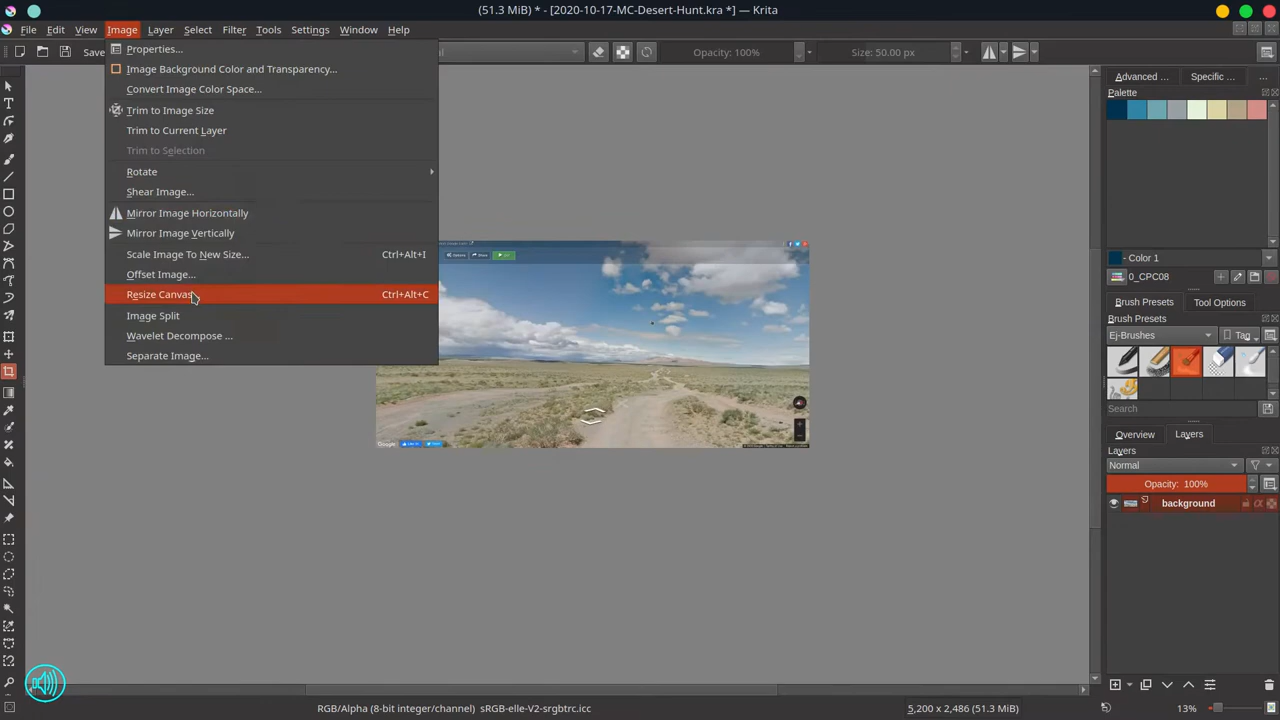 (51.3 MiB) * - [2020-10-17-MC-Desert-Hunt.kra *] — Krita
File Edit View Image Layer Select Filter Tools Settings Window Help
Save
Opacity: 100%
Size: 50.00 px
Properties...
Image Background Color and Transparency...
Convert Image Color Space...
Trim to Image Size
Trim to Current Layer
Trim to Selection
Rotate
Shear Image...
Mirror Image Horizontally
Mirror Image Vertically
Scale Image To New Size... Ctrl+Alt+I
Offset Image...
Resize Canvas Ctrl+Alt+C
Image Split
Wavelet Decompose ...
Separate Image...
Options Share
Google
Advanced ... Specific ... ...
Palette
- Color 1
0_CPC08
Brush Presets Tool Options
Brush Presets
Ej-Brushes Tag
Search
Overview Layers
Layers
Normal
Opacity: 100%
background
RGB/Alpha (8-bit integer/channel) sRGB-elle-V2-srgbtrc.icc
5,200 x 2,486 (51.3 MiB)
13%